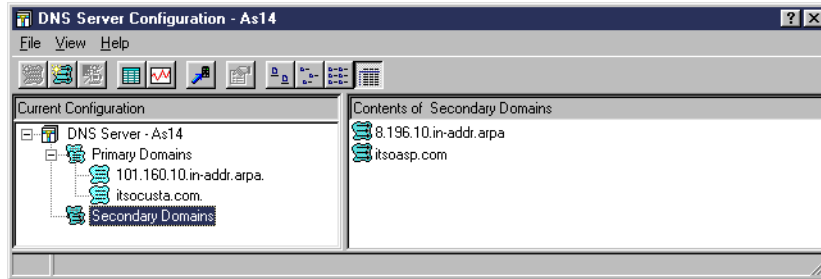 DNS Server Configuration - As14
File View Help
Current Configuration
DNS Server - As14
Primary Domains
101.160.10.in-addr.arpa.
itsocusta.com.
Secondary Domains
Contents of Secondary Domains
8.196.10.in-addr.arpa
itsoasp.com